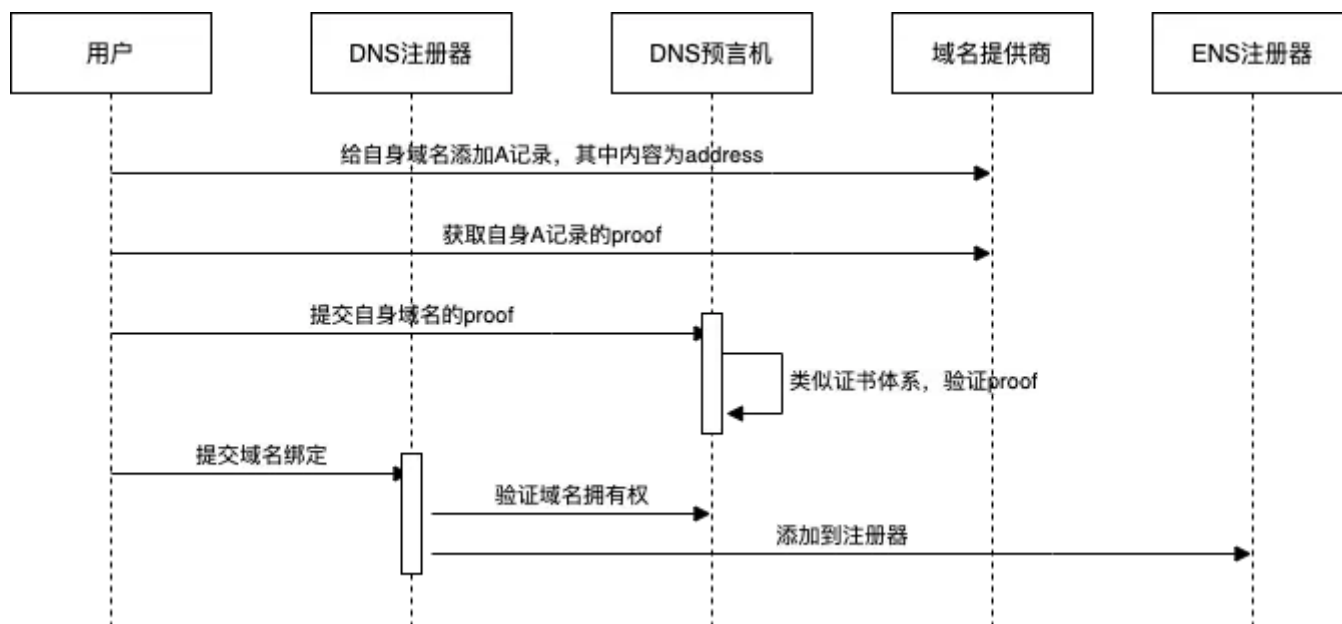 用户
DNS注册器
DNS预言机
域名提供商
ENS注册器
给自身域名添加A记录，其中内容为address
获取自身A记录的proof
提交自身域名的proof
类似证书体系，验证proof
提交域名绑定
验证域名拥有权
添加到注册器